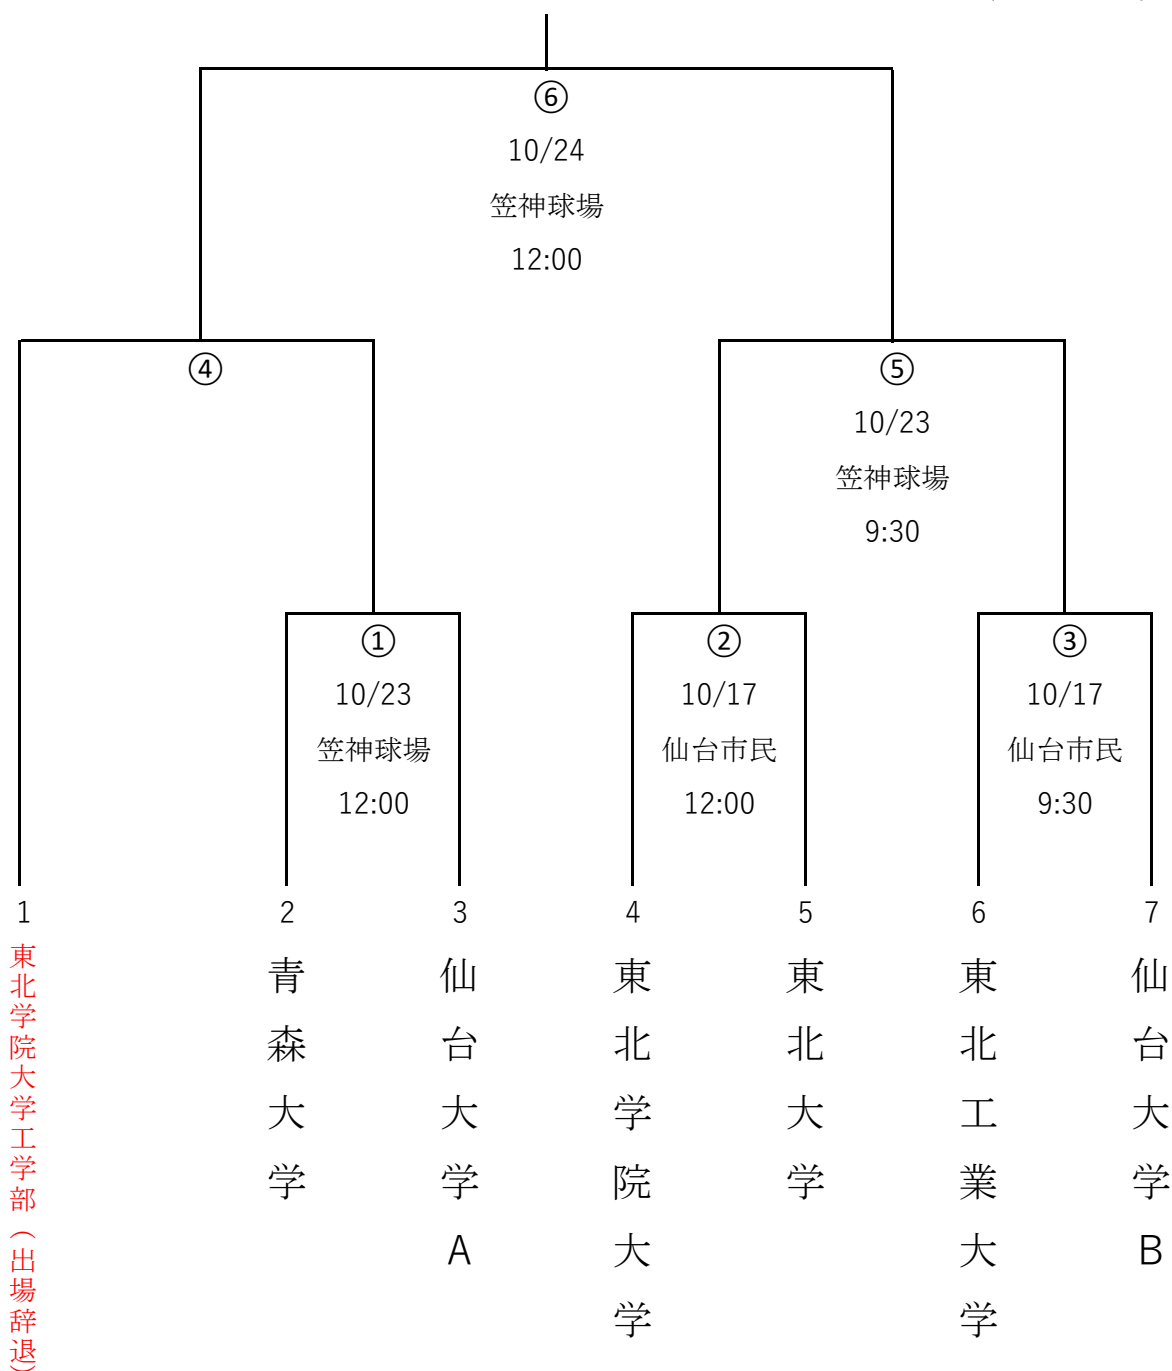 ⑥
10/24
笠神球場
12:00
④
⑤
10/23
笠神球場
9:30
①
10/23
笠神球場
12:00
②
10/17
仙台市民
12:00
③
10/17
仙台市民
9:30
1
東北学院大学工学部（出場辞退）
2
青森大学
3
仙台大学A
4
東北学院大学
5
東北大学
6
東北工業大学
7
仙台大学B